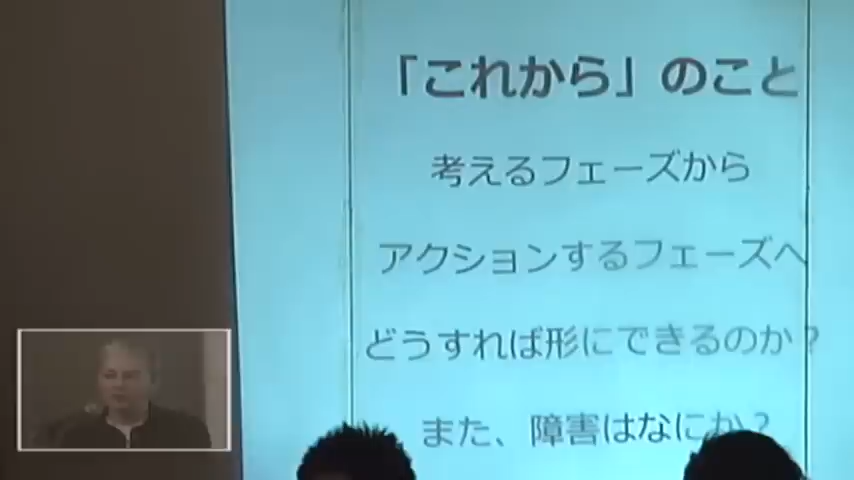 「これから」のこと
考えるフェーズから
アクションするフェーズへ
どうすれば形にできるのか？
また、障害はなにか？